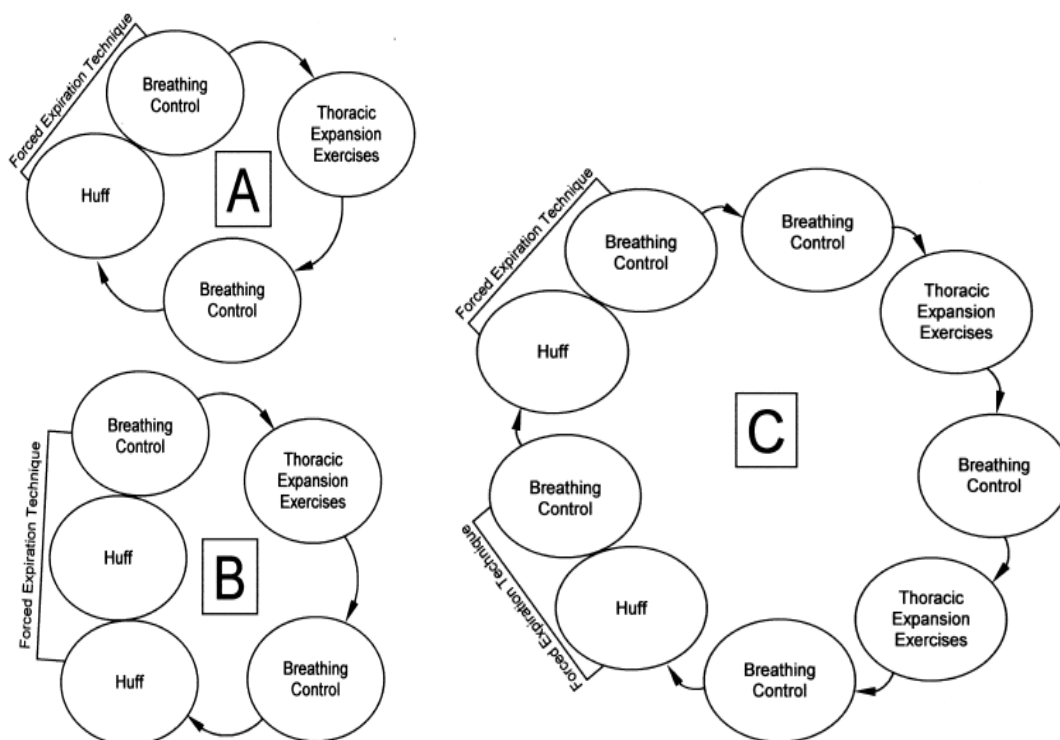 Forced Expiration Technique
Breathing
Control
Thoracic
Expansion
Exercises
Breathing
Control
Huff
A
Forced Expiration Technique
Breathing
Control
Thoracic
Expansion
Exercises
Breathing
Control
Huff
Huff
B
Forced Expiration Technique
Breathing
Control
Breathing
Control
Thoracic
Expansion
Exercises
Breathing
Control
Thoracic
Expansion
Exercises
Breathing
Control
Huff
Breathing
Control
Forced Expiration Technique
Huff
C